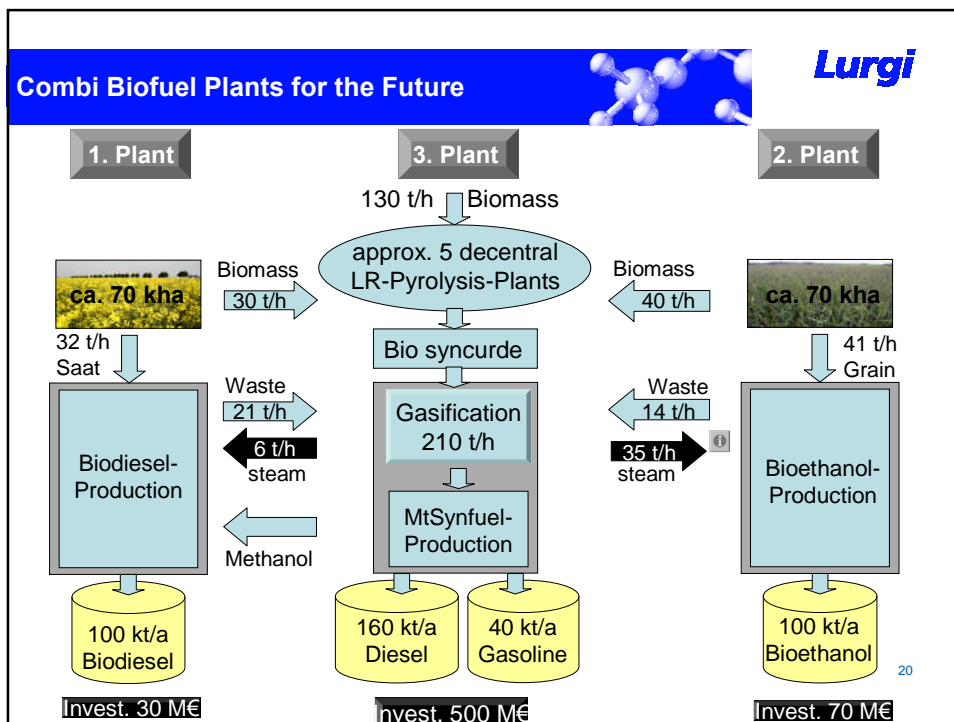 Combi Biofuel Plants for the Future
Lurgi
1. Plant
3. Plant
2. Plant
130 t/h Biomass
approx. 5 decentral
LR-Pyrolysis-Plants
ca. 70 kha
Biomass
30 t/h
Biomass
40 t/h
ca. 70 kha
32 t/h
Saat
Bio syncurde
41 t/h
Grain
Waste
21 t/h
6 t/h
steam
Gasification
210 t/h
Waste
14 t/h
35 t/h
steam
Biodiesel-
Production
Methanol
MtSynfuel-
Production
Bioethanol-
Production
100 kt/a
Biodiesel
160 kt/a
Diesel
40 kt/a
Gasoline
100 kt/a
Bioethanol
20
Invest. 30 M€
Invest. 500 M€
Invest. 70 M€